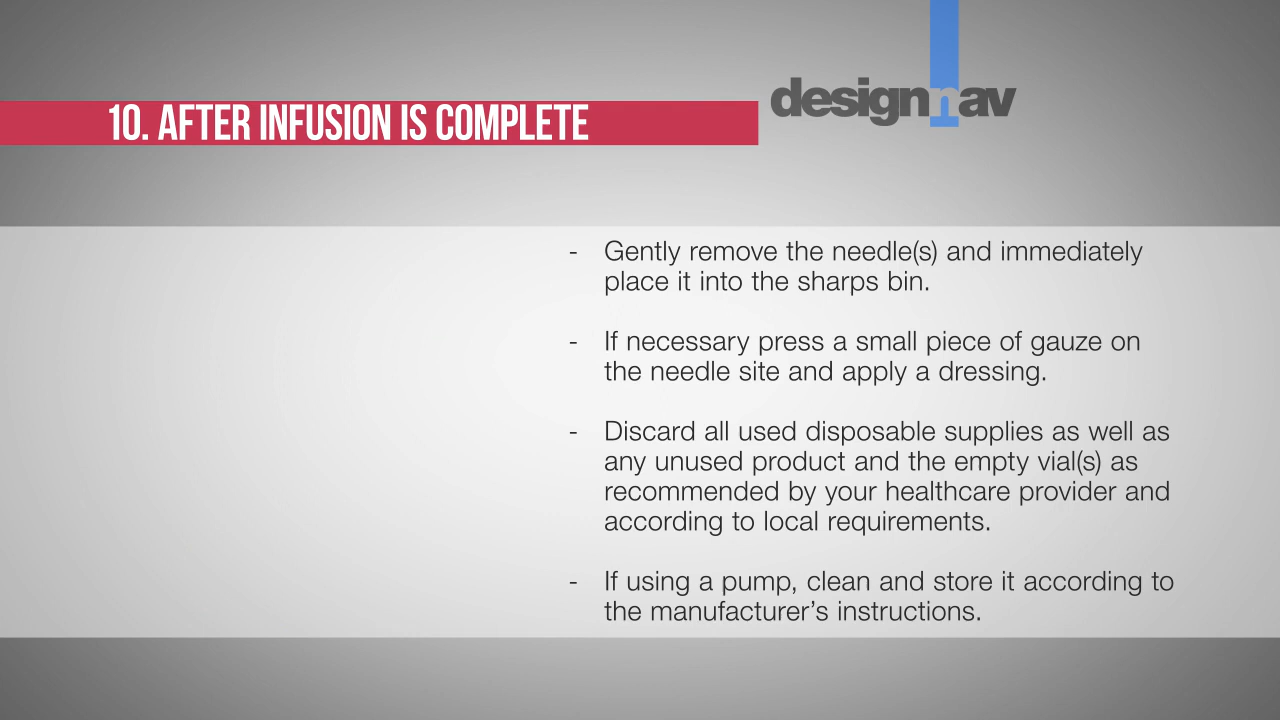 designnav
10. AFTER INFUSION IS COMPLETE
- Gently remove the needle(s) and immediately
place it into the sharps bin.
- If necessary press a small piece of gauze on
the needle site and apply a dressing.
- Discard all used disposable supplies as well as
any unused product and the empty vial(s) as
recommended by your healthcare provider and
according to local requirements.
- If using a pump, clean and store it according to
the manufacturer’s instructions.